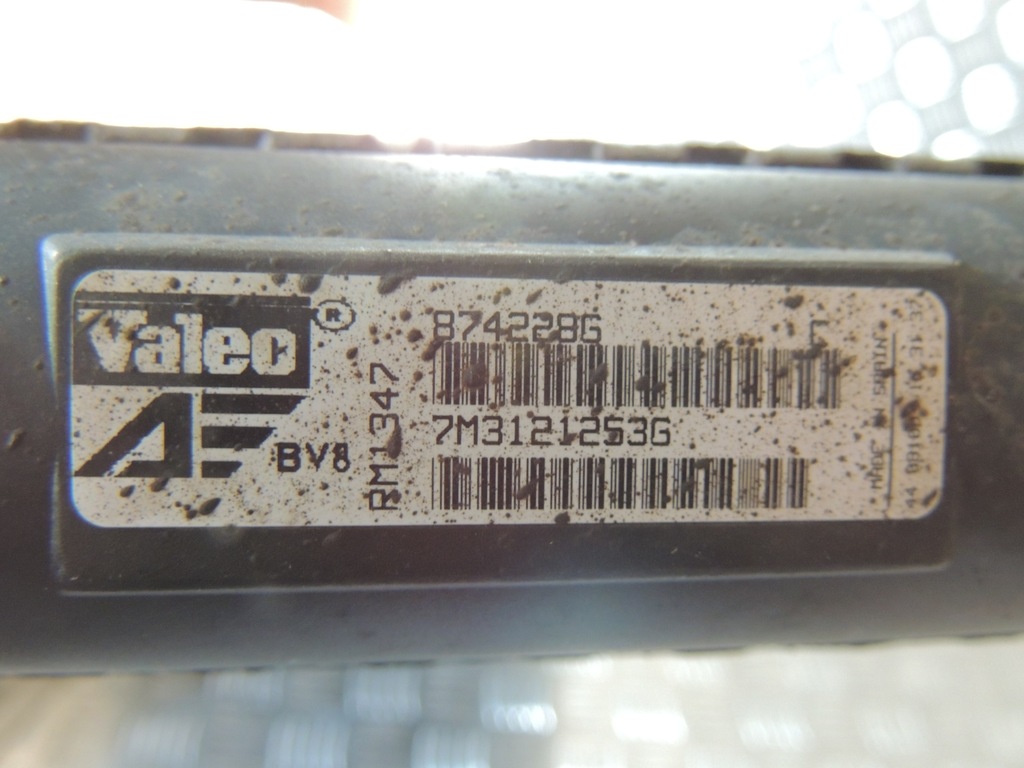 Valeo ®
BV8
RM1347
874228G
7M3121253G
MADE IN SPAIN